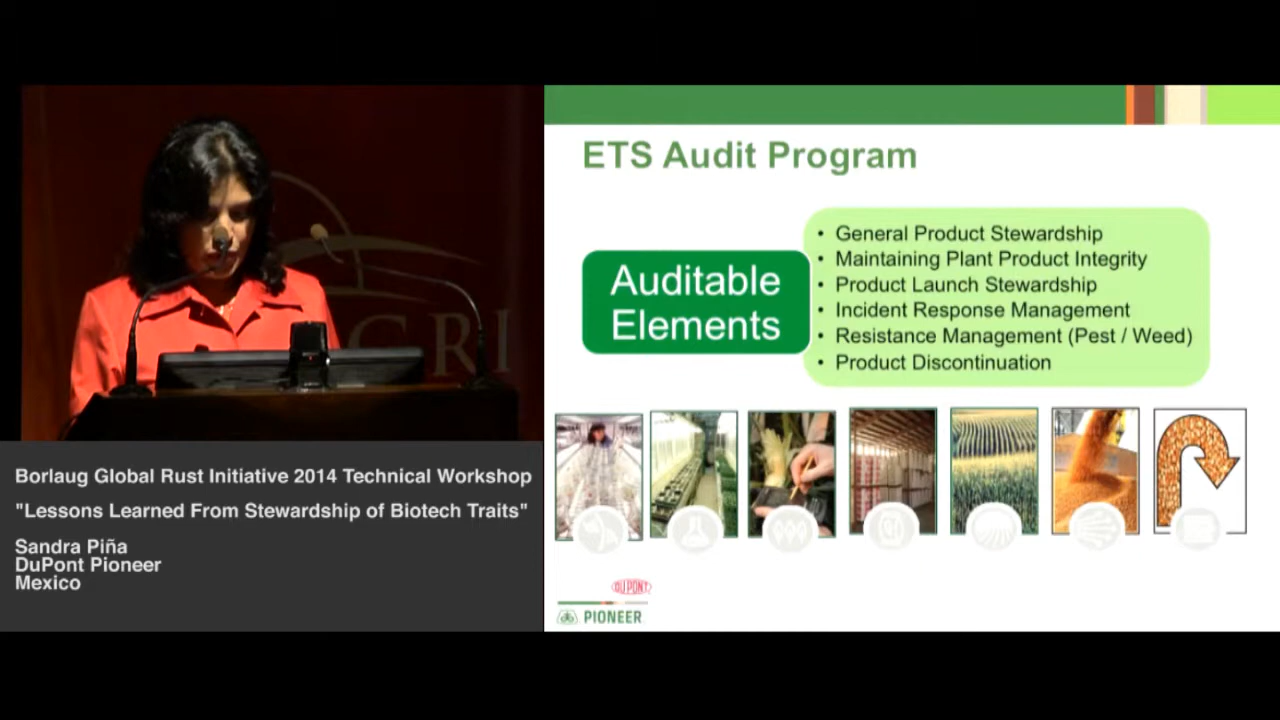 GRI
Borlaug Global Rust Initiative 2014 Technical Workshop
"Lessons Learned From Stewardship of Biotech Traits"
Sandra Piña
DuPont Pioneer
Mexico
ETS Audit Program
Auditable
Elements
• General Product Stewardship
• Maintaining Plant Product Integrity
• Product Launch Stewardship
• Incident Response Management
• Resistance Management (Pest / Weed)
• Product Discontinuation
DUPONT
PIONEER